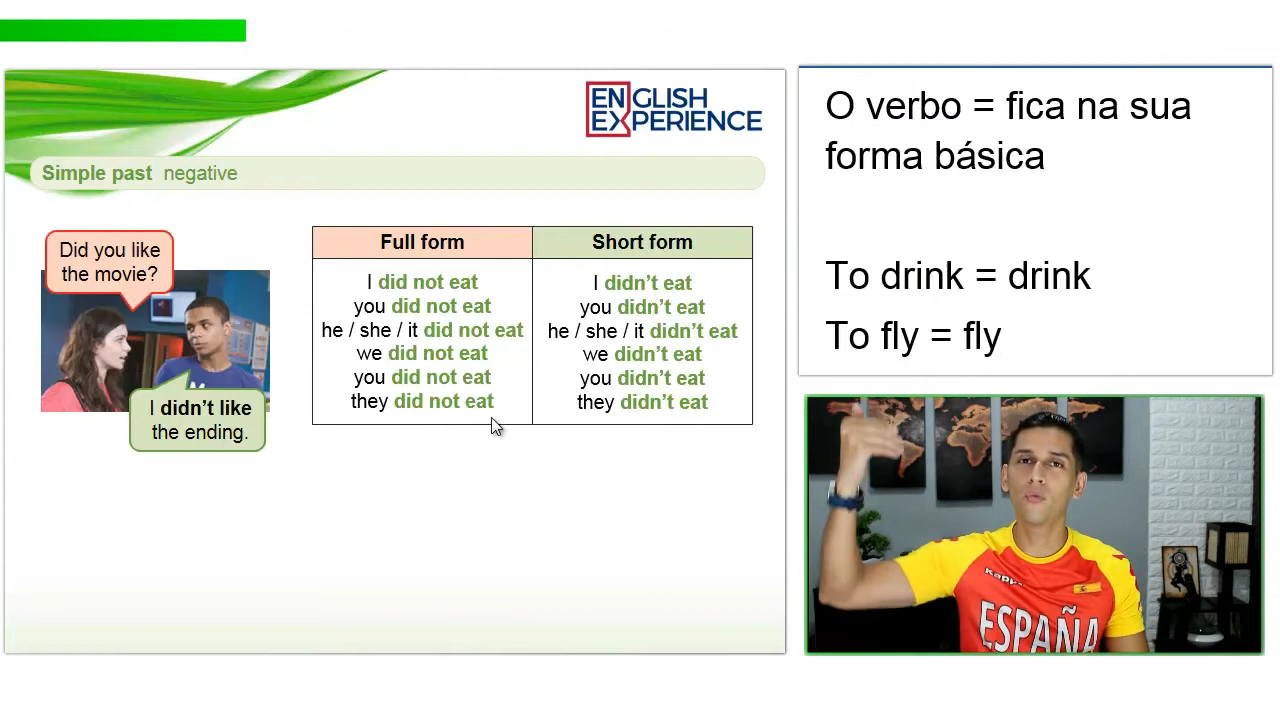 ENGLISH
EXPERIENCE
Simple past negative
Did you like
the movie?
I didn't like
the ending.
Full form
I did not eat
you did not eat
he / she / it did not eat
we did not eat
you did not eat
they did not eat
Short form
I didn't eat
you didn't eat
he / she / it didn't eat
we didn't eat
you didn't eat
they didn't eat
O verbo = fica na sua
forma básica
To drink = drink
To fly = fly
Kappa
ESPAÑA